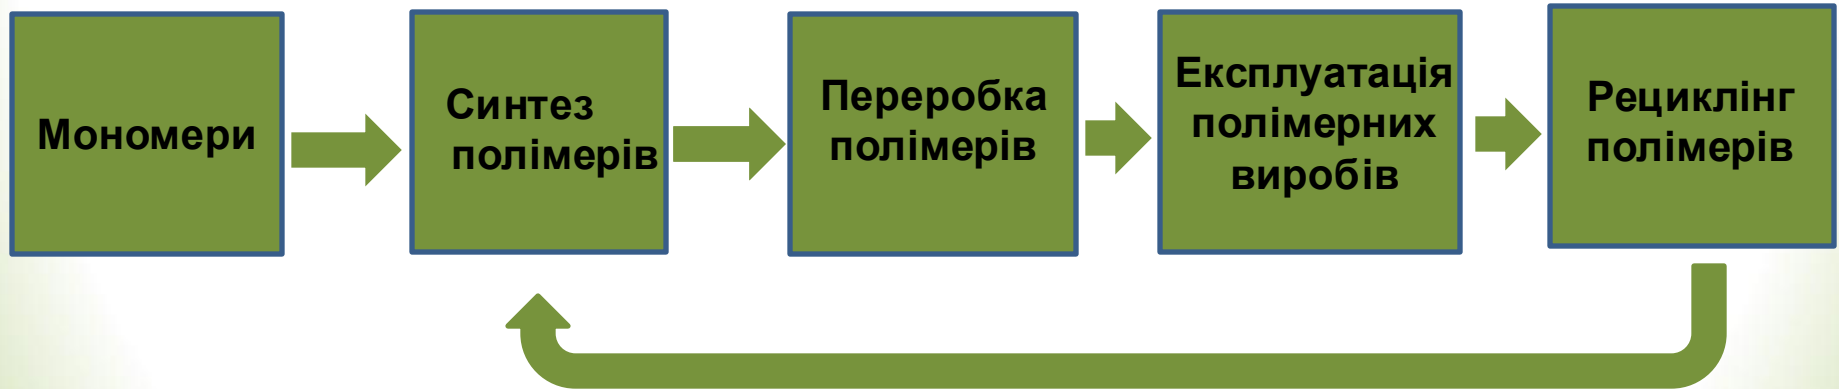 Мономери
Синтез
полімерів
Переробка
полімерів
Експлуатація
полімерних
виробів
Рециклінг
полімерів